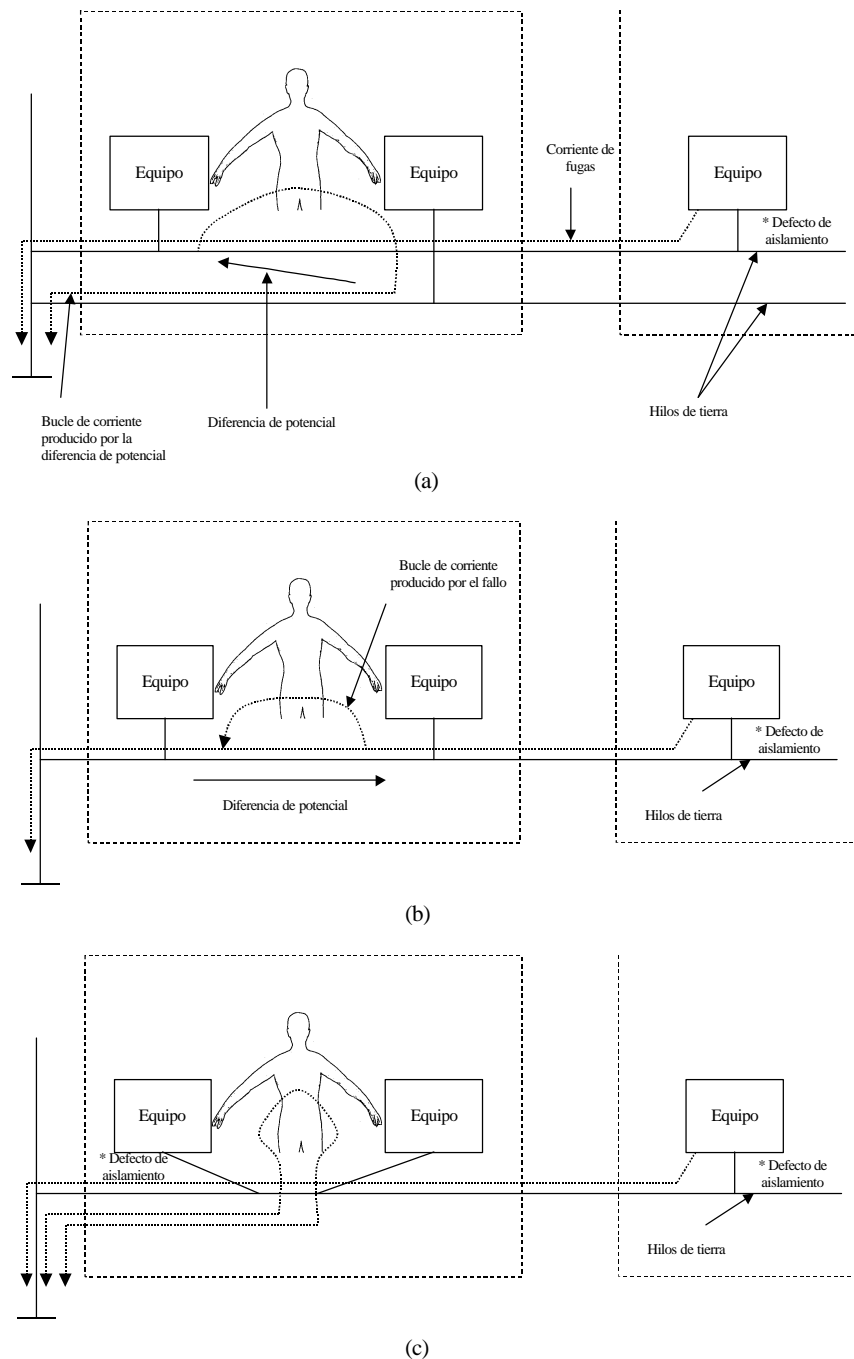 Corriente de
fugas
Equipo
Equipo
Equipo
* Defecto de
aislamiento
Bucle de corriente
producido por la
diferencia de potencial
Diferencia de potencial
Hilos de tierra
(a)
Bucle de corriente
producido por el fallo
Equipo
Equipo
Equipo
* Defecto de
aislamiento
Diferencia de potencial
Hilos de tierra
(b)
Equipo
Equipo
Equipo
* Defecto de
aislamiento
* Defecto de
aislamiento
Hilos de tierra
(c)